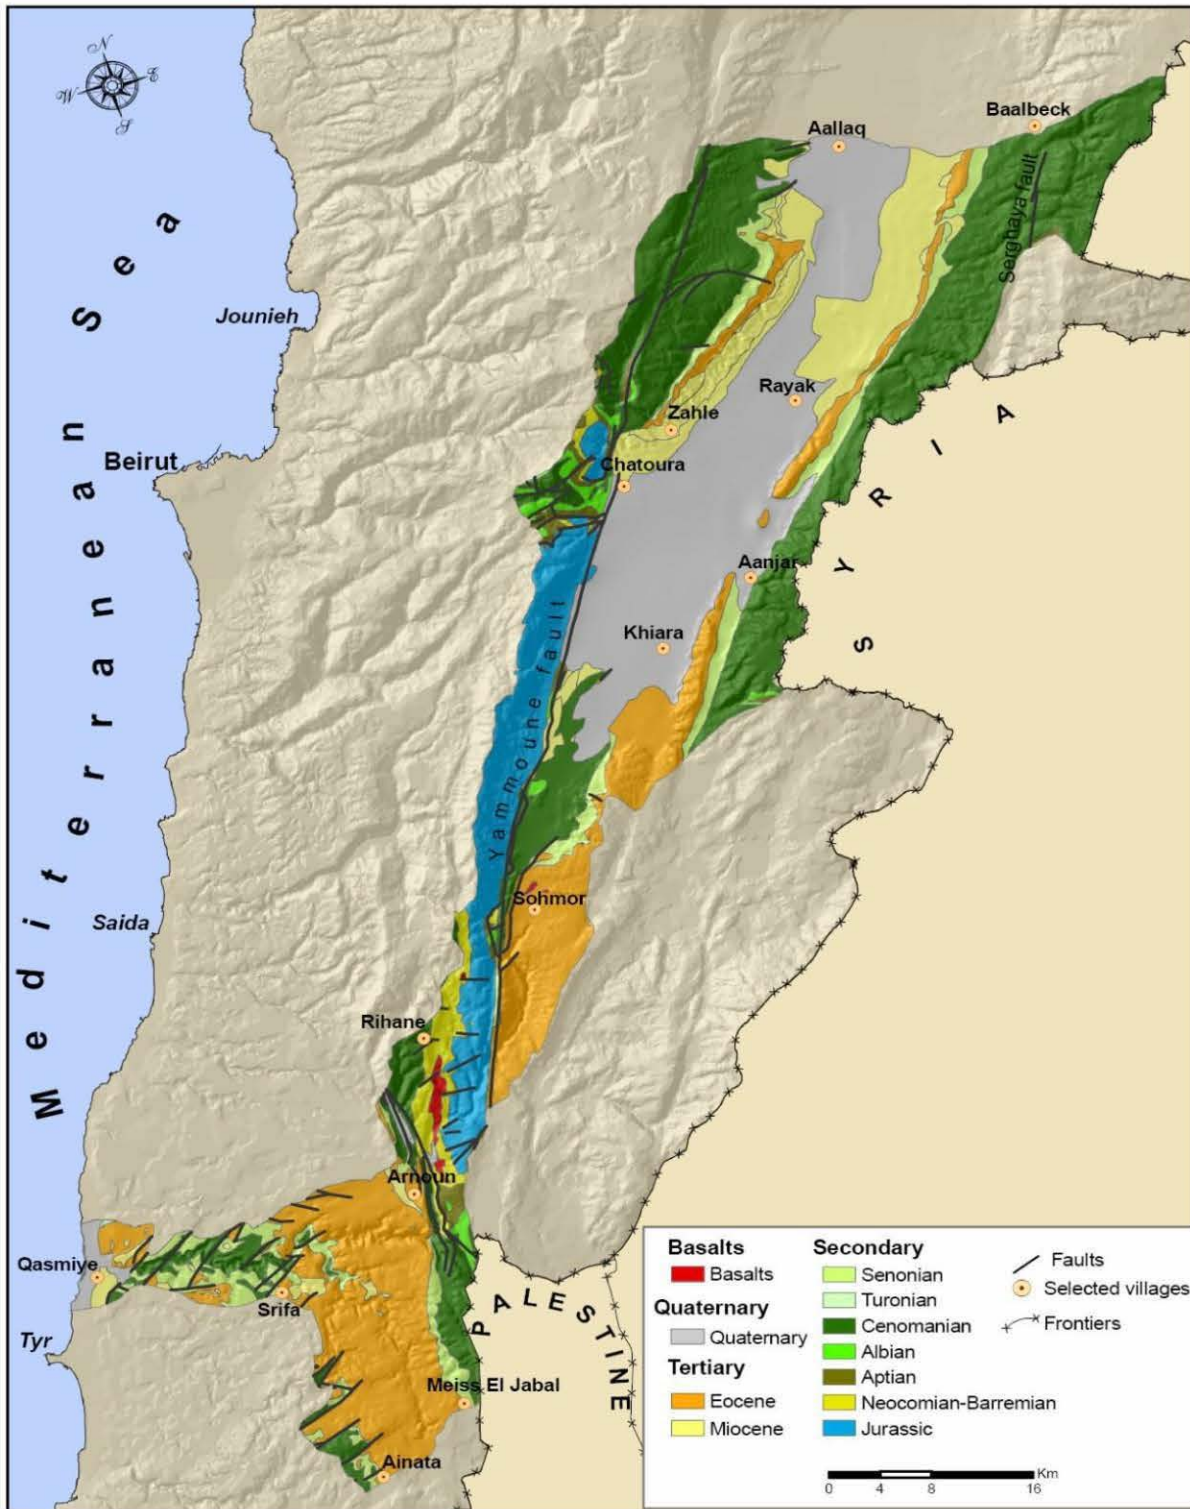 N
E
W
S
Baalbeck
Aallaq
Serghaya fault
Mediterranean Sea
Jounieh
Rayak
Zahle
SYRIA
Beirut
Chatoura
Aanjar
Khiara
Yammoune fault
Sohmor
Saida
Rihane
Arnoun
Qasmiye
Srifa
PALESTINE
Tyr
Meiss El Jabal
Ainata
Basalts
Basalts
Quaternary
Quaternary
Tertiary
Eocene
Miocene
Secondary
Senonian
Turonian
Cenomanian
Albian
Aptian
Neocomian-Barremian
Jurassic
Faults
Selected villages
Frontiers
Km
0 4 8 16